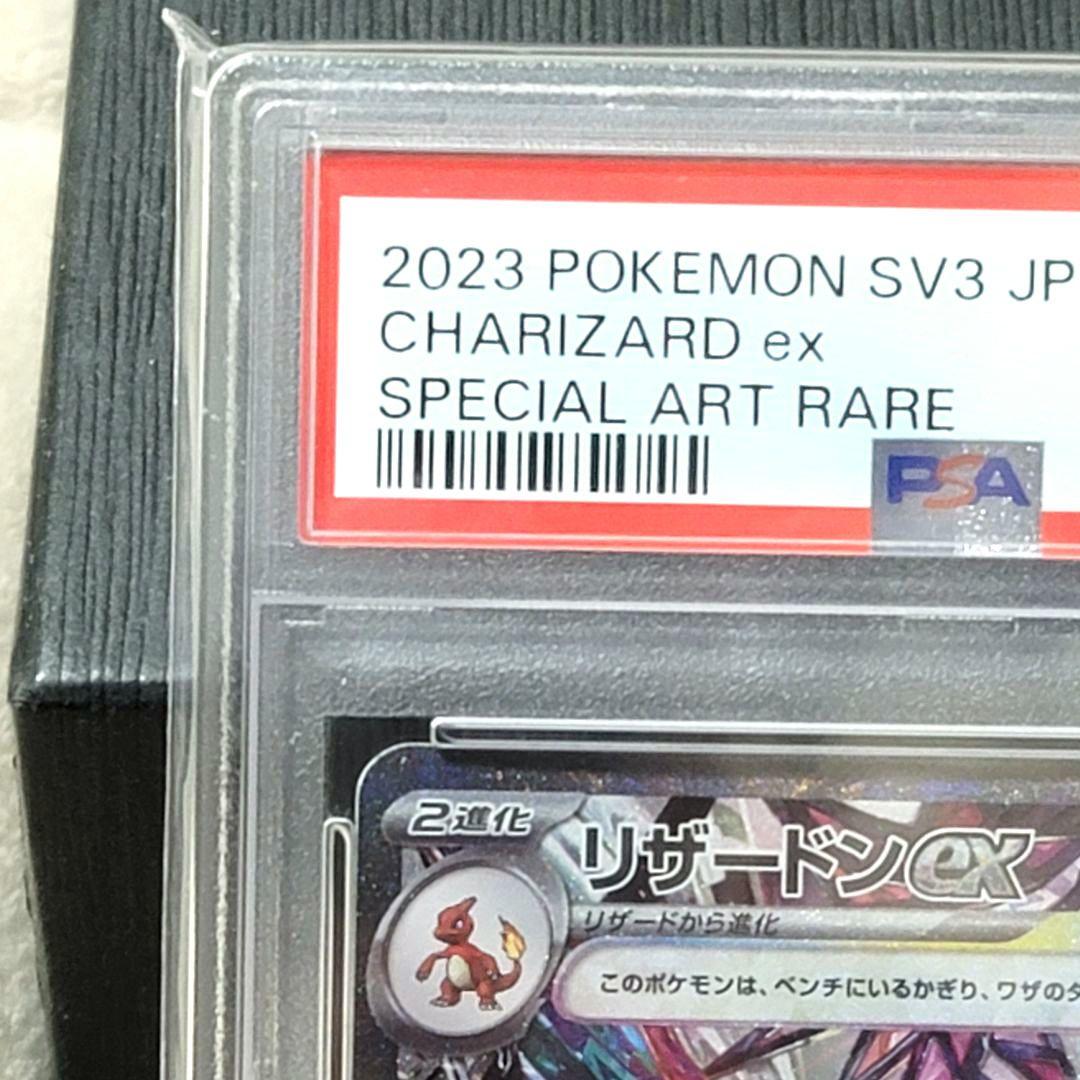 2023 POKEMON SV3 JP
CHARIZARD ex
SPECIAL ART RARE
PSA
2進化
リザードンex
リザードから進化
このポケモンは、ベンチにいるかぎり、ワザの